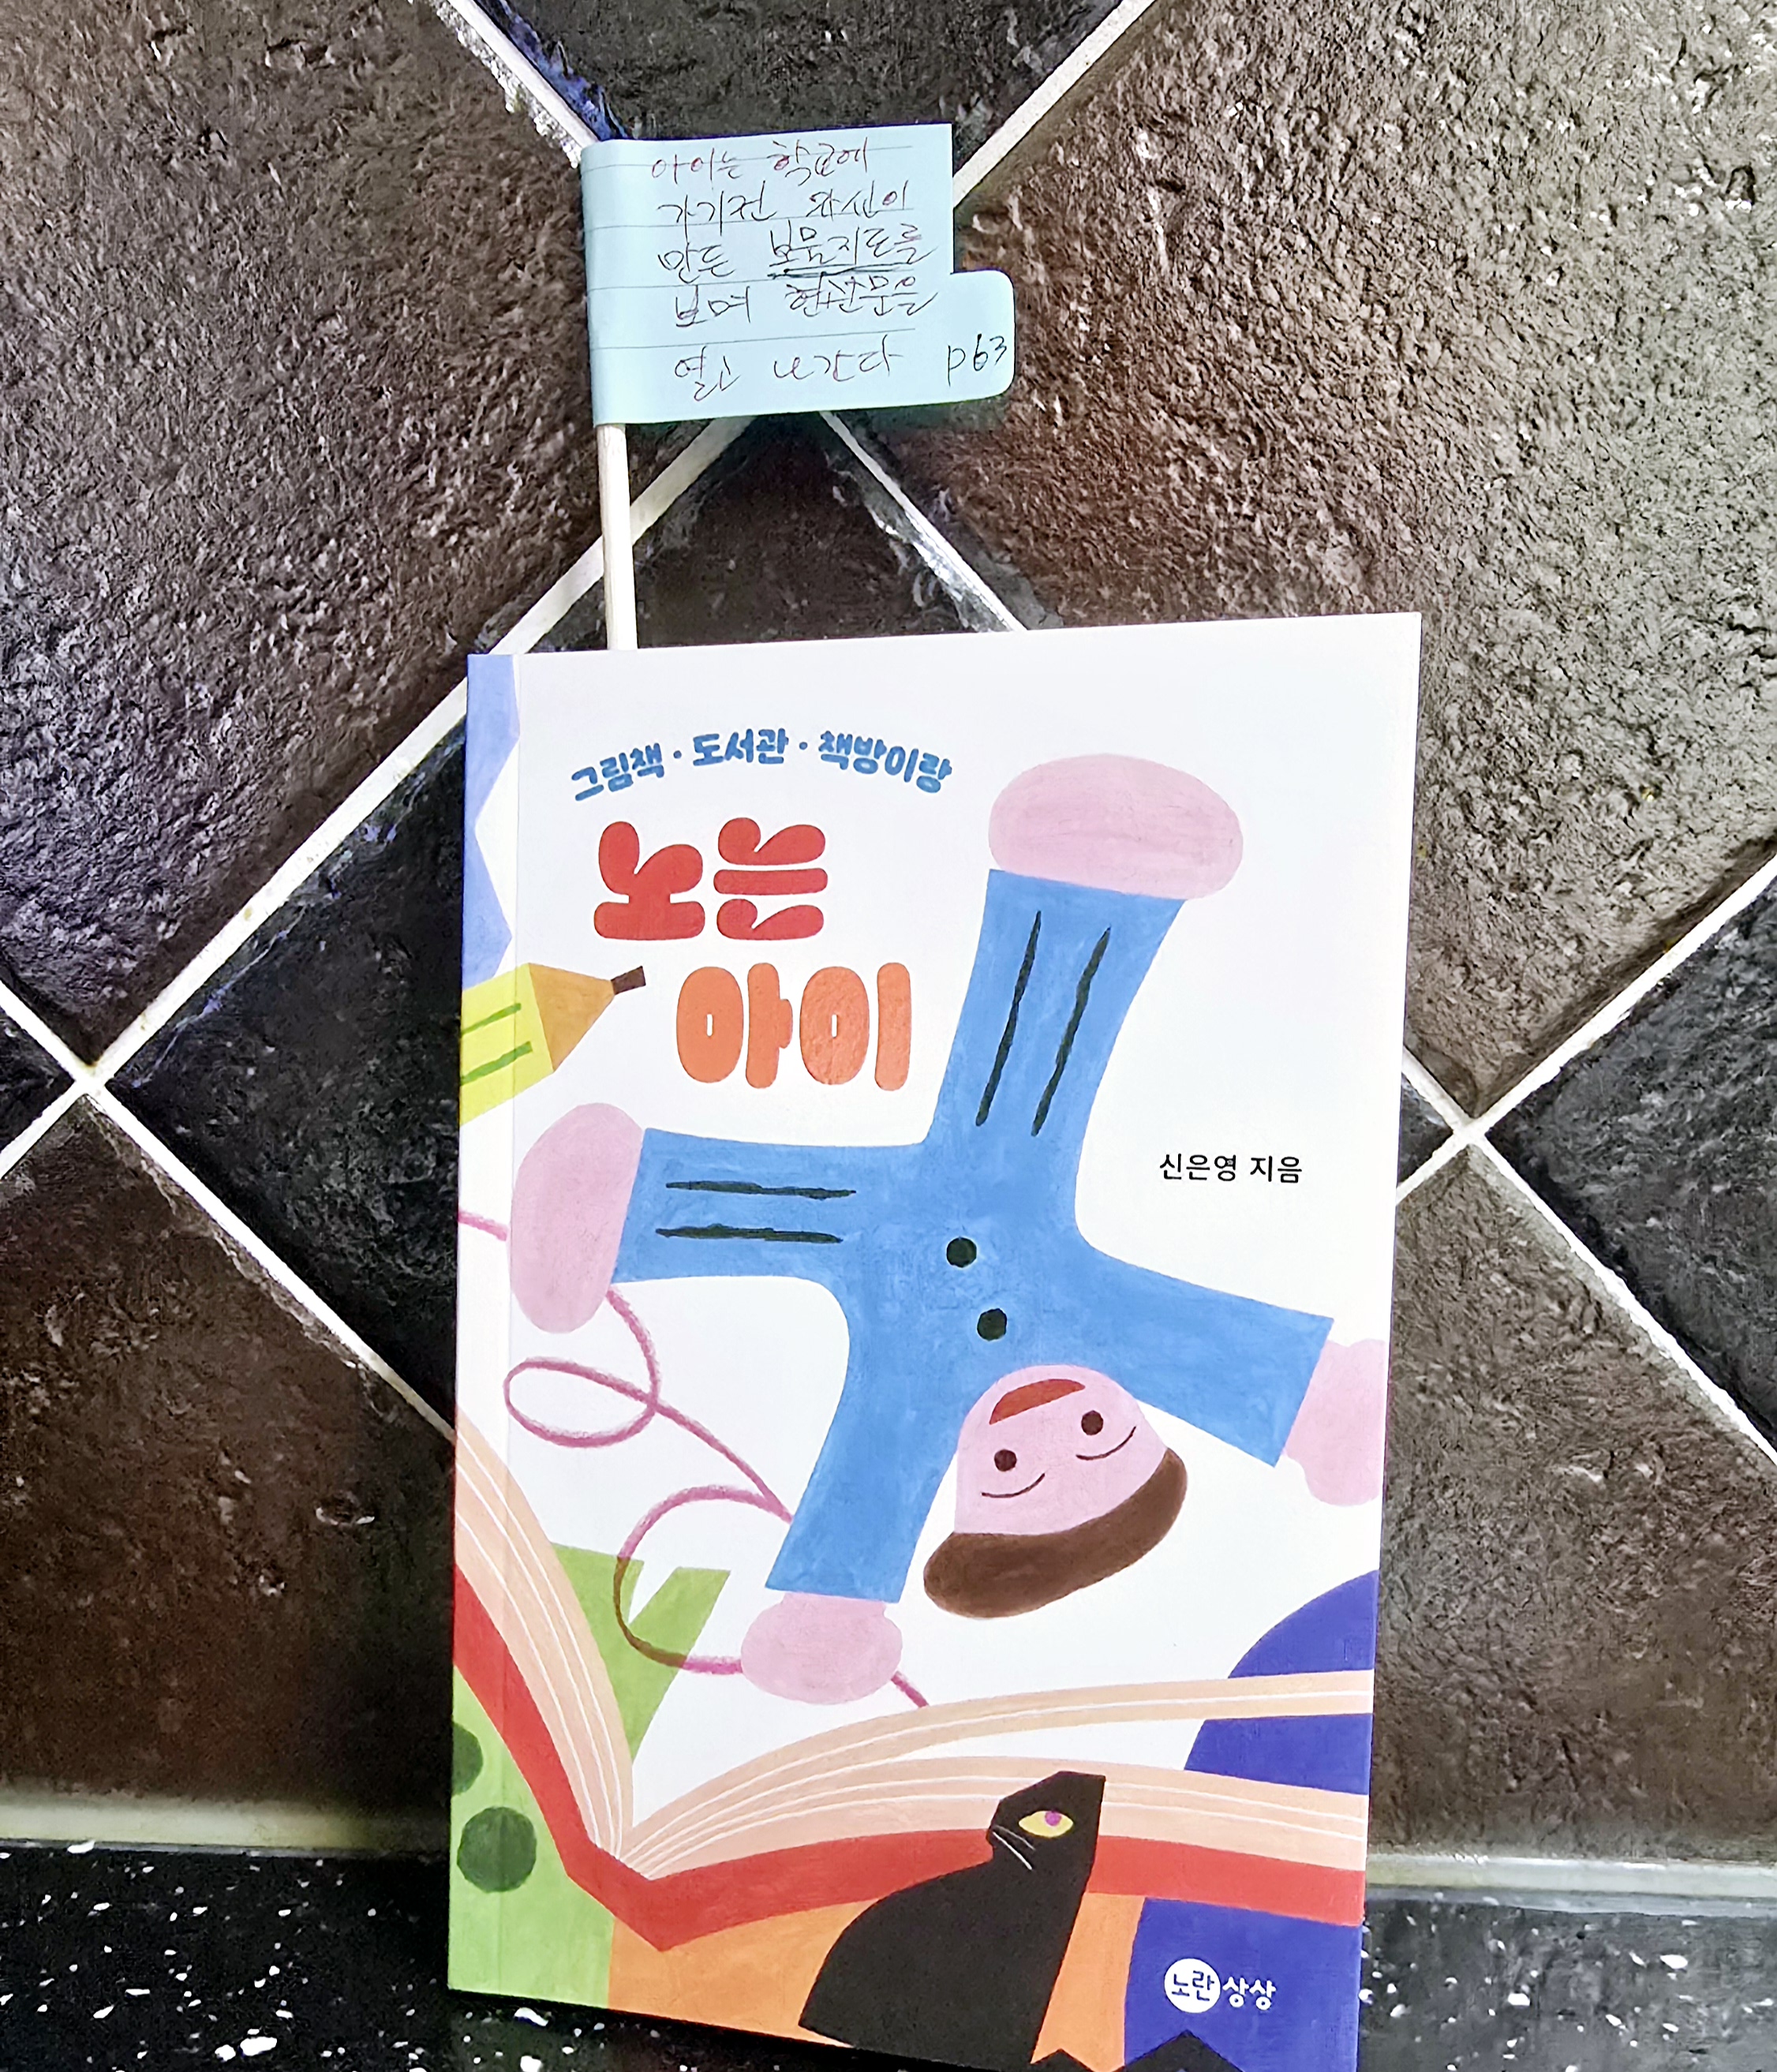 아이는 학교에
가기전 자신이
만든 보물지도를
보며 현관문을
열고 나간다 p63
그림책·도서관·책방이랑
노는
아이
신은영 지음
노란상상